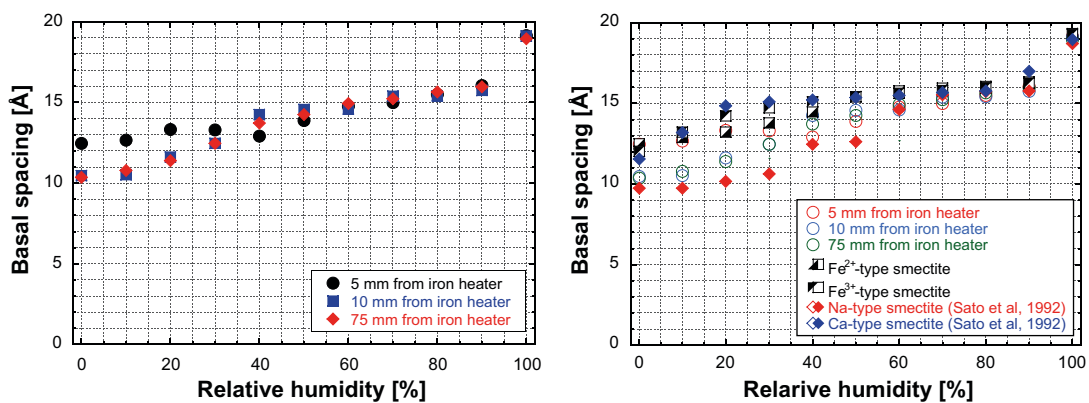 20
15
10
5
0
Basal spacing [Å]
0 10 20 30 40 50 60 70 80 90 100
Relative humidity [%]
5 mm from iron heater
10 mm from iron heater
75 mm from iron heater
20
15
10
5
0
Basal spacing [Å]
0 10 20 30 40 50 60 70 80 90 100
Relarive humidity [%]
5 mm from iron heater
10 mm from iron heater
75 mm from iron heater
Fe²⁺-type smectite
Fe³⁺-type smectite
Na-type smectite (Sato et al, 1992)
Ca-type smectite (Sato et al, 1992)